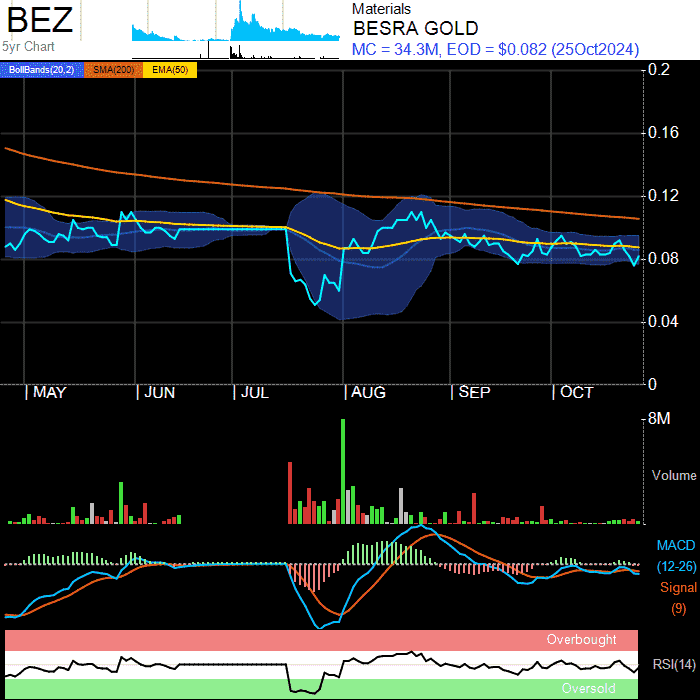 BEZ
5yr Chart
Materials
BESRA GOLD
MC = 34.3M, EOD = $0.082 (25Oct2024)
BollBands(20,2) SMA(200) EMA(50)
0.2
0.16
0.12
0.08
0.04
0
MAY JUN JUL AUG SEP OCT
8M
Volume
MACD
(12-26)
Signal
(9)
Overbought
RSI(14)
Oversold